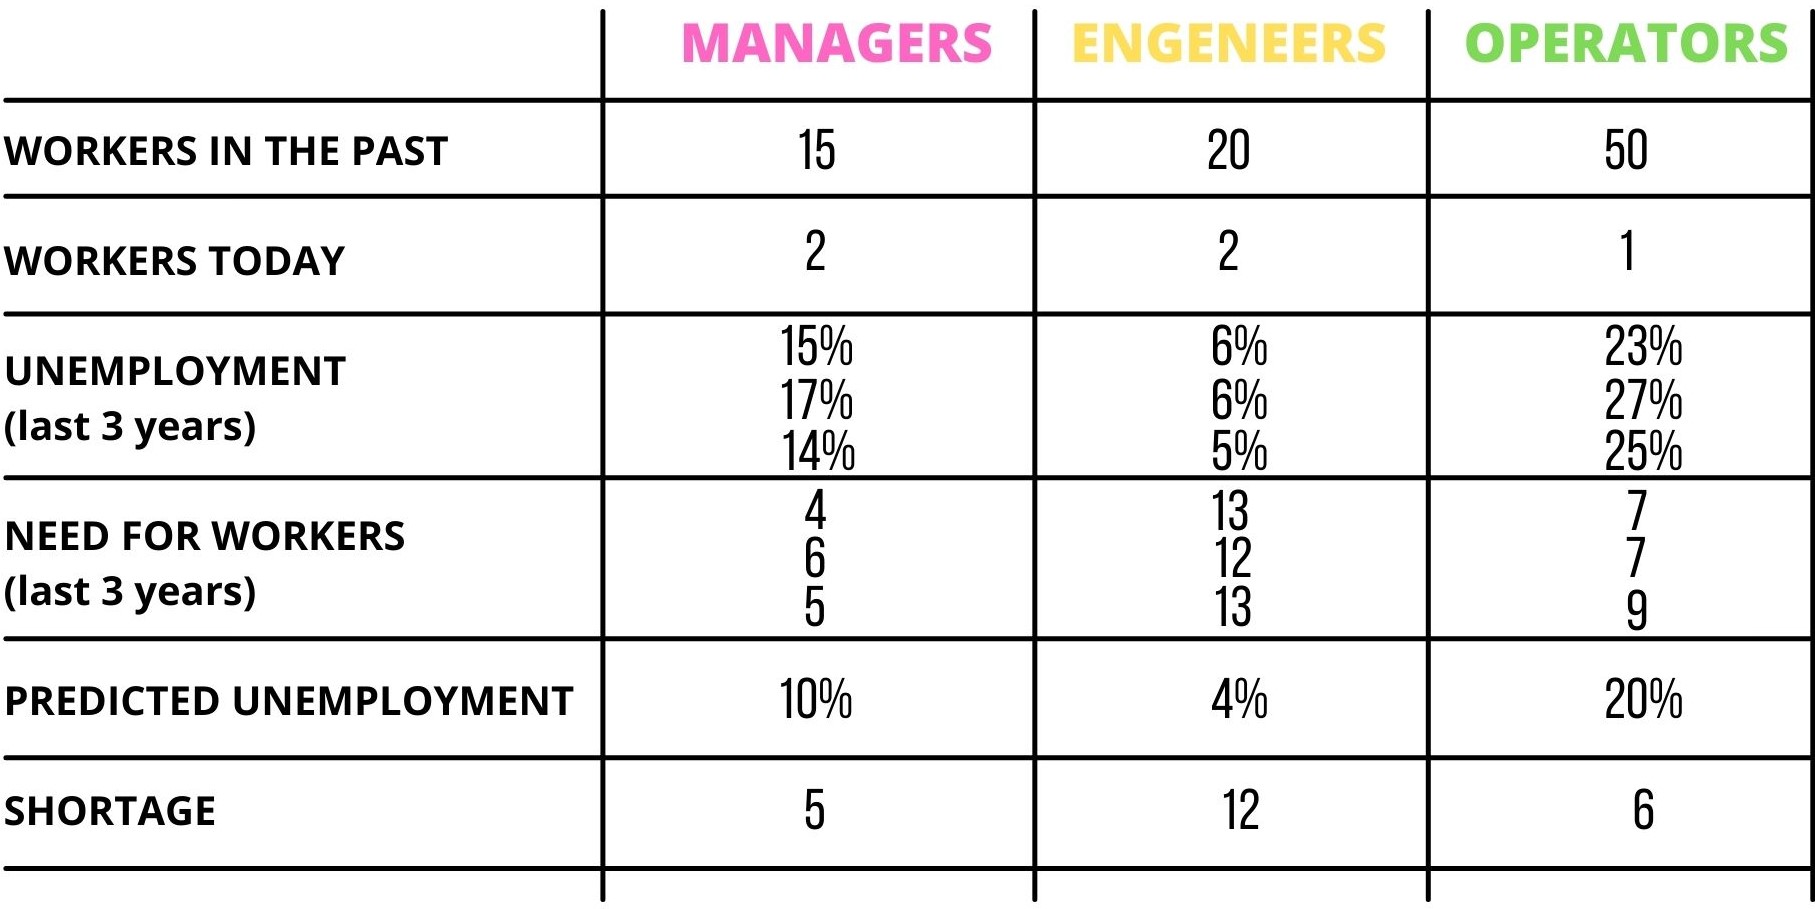 MANAGERS ENGENEERS OPERATORS
WORKERS IN THE PAST 15 20 50
WORKERS TODAY 2 2 1
UNEMPLOYMENT
(last 3 years)
15% 6% 23%
17% 6% 27%
14% 5% 25%
NEED FOR WORKERS
(last 3 years)
4 13 7
6 12 7
5 13 9
PREDICTED UNEMPLOYMENT 10% 4% 20%
SHORTAGE 5 12 6